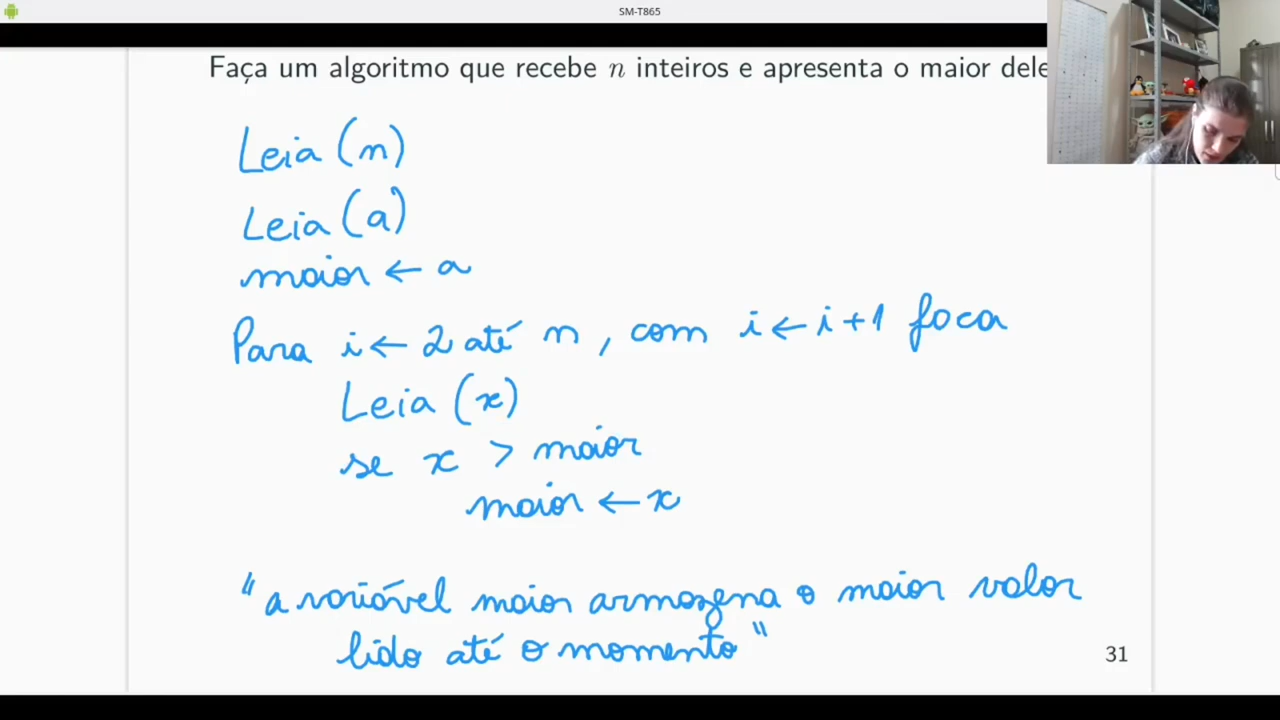 SM-T865
Faça um algoritmo que recebe n inteiros e apresenta o maior dele
Leia (n)
Leia (a)
maior ← a
Para i ← 2 até n, com i ← i + 1 faca
Leia (x)
se x > maior
maior ← x
"a variável maior armazena o maior valor
lido até o momento"
31